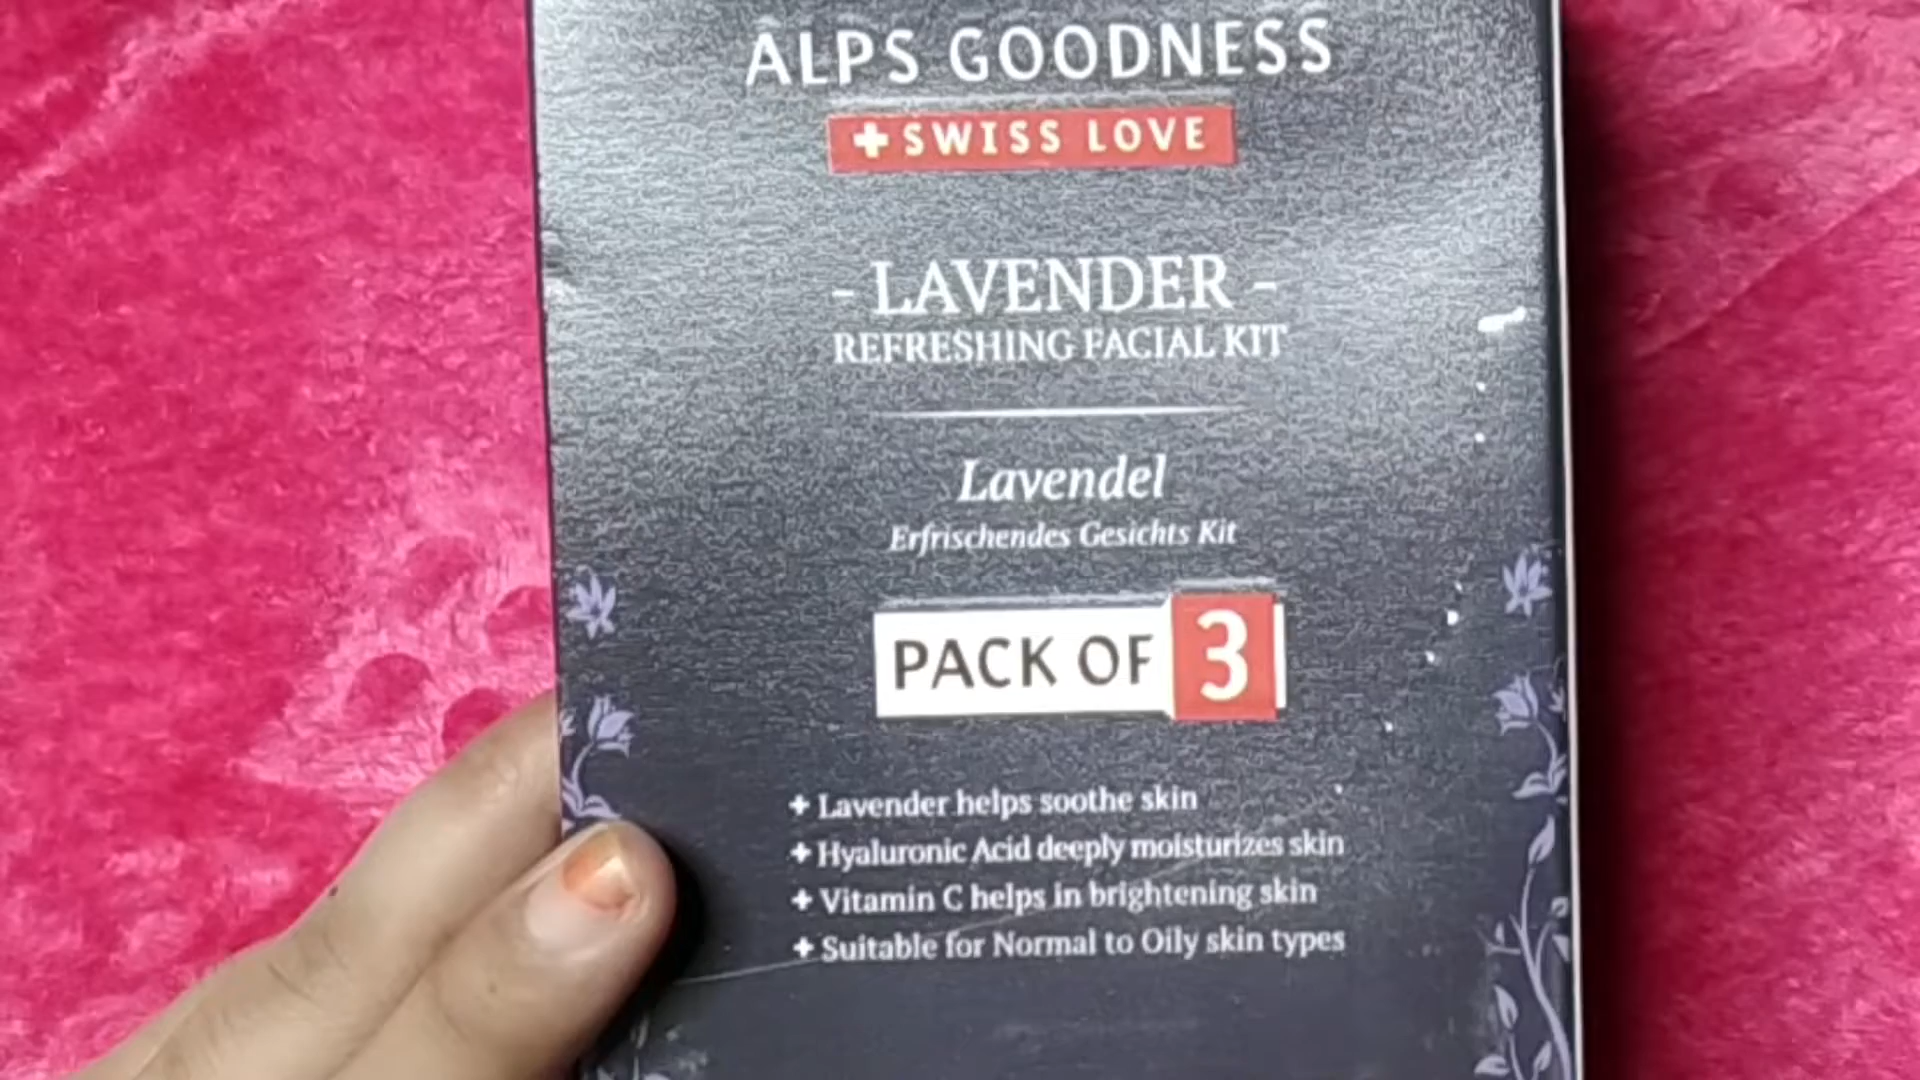 ALPS GOODNESS
+ SWISS LOVE
- LAVENDER -
REFRESHING FACIAL KIT
Lavendel
Erfrischendes Gesichts Kit
PACK OF 3
+ Lavender helps soothe skin
+ Hyaluronic Acid deeply moisturizes skin
+ Vitamin C helps in brightening skin
+ Suitable for Normal to Oily skin types